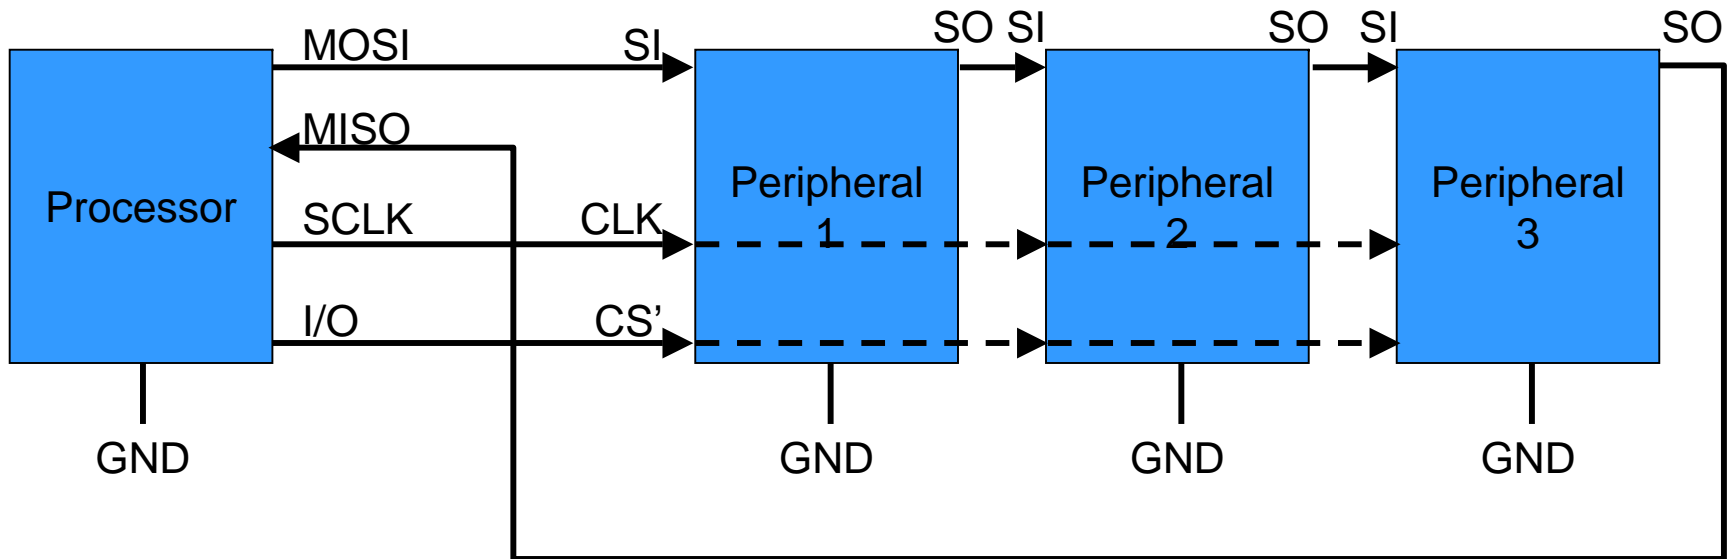 MOSI SI SO SI SO SI SO
MISO
Processor
Peripheral
1
Peripheral
2
Peripheral
3
SCLK CLK
I/O CS’
GND GND GND GND